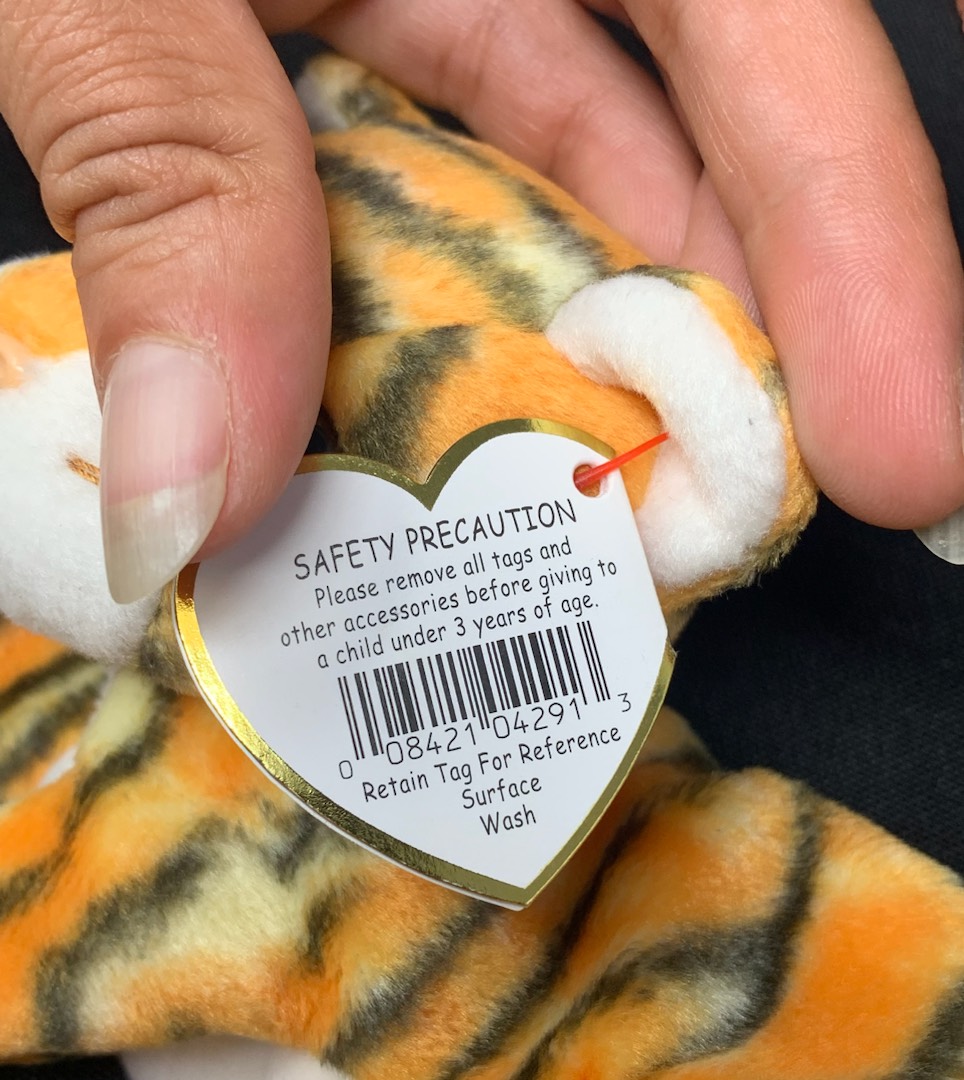 SAFETY PRECAUTION
Please remove all tags and
other accessories before giving to
a child under 3 years of age.
0 08421 04291 3
Retain Tag For Reference
Surface
Wash